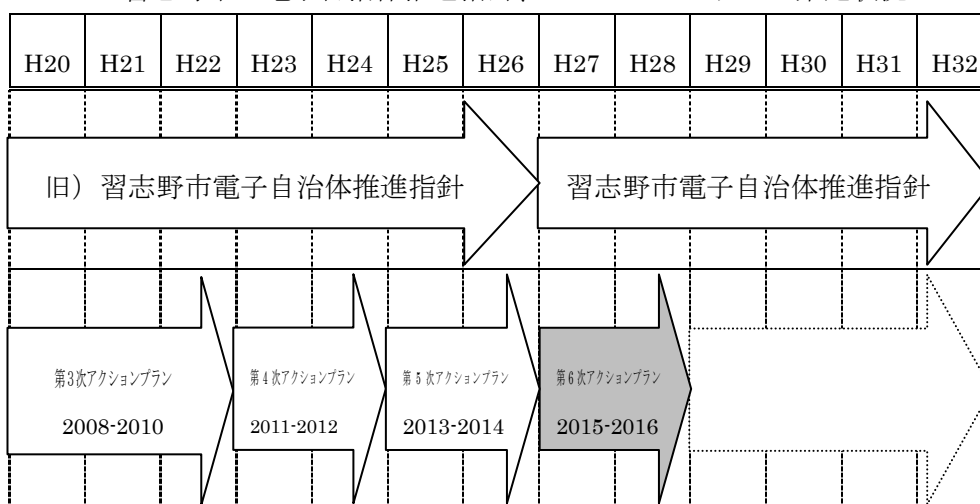 H20 H21 H22 H23 H24 H25 H26 H27 H28 H29 H30 H31 H32
旧）習志野市電子自治体推進指針 習志野市電子自治体推進指針
第3次アクションプラン 第4次アクションプラン 第5次アクションプラン 第6次アクションプラン
2008-2010 2011-2012 2013-2014 2015-2016